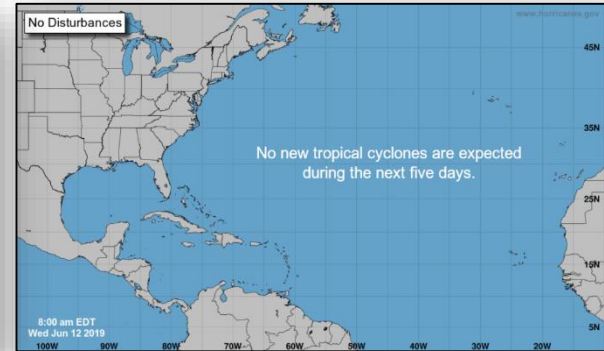 No Disturbances
www.hurricanes.gov
45N
35N
No new tropical cyclones are expected
during the next five days.
25N
15N
8:00 am EDT
Wed Jun 12 2019
5N
100W 90W 80W 70W 60W 50W 40W 30W 20W